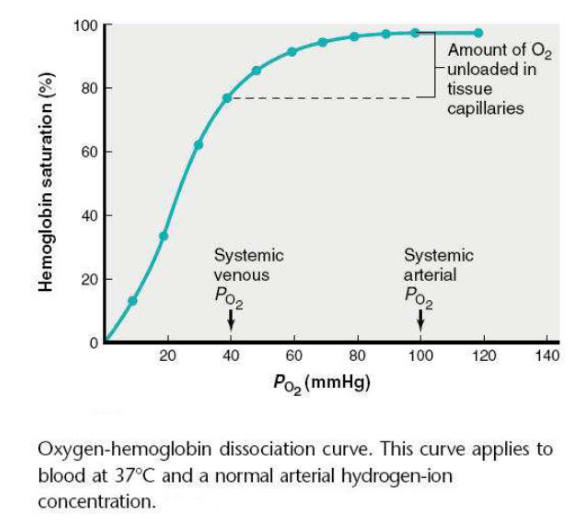 Hemoglobin saturation (%)
100
80
60
40
20
0
Amount of O2
unloaded in
tissue
capillaries
Systemic
venous
PO2
Systemic
arterial
PO2
20 40 60 80 100 120 140
PO2 (mmHg)
Oxygen-hemoglobin dissociation curve. This curve applies to
blood at 37°C and a normal arterial hydrogen-ion
concentration.